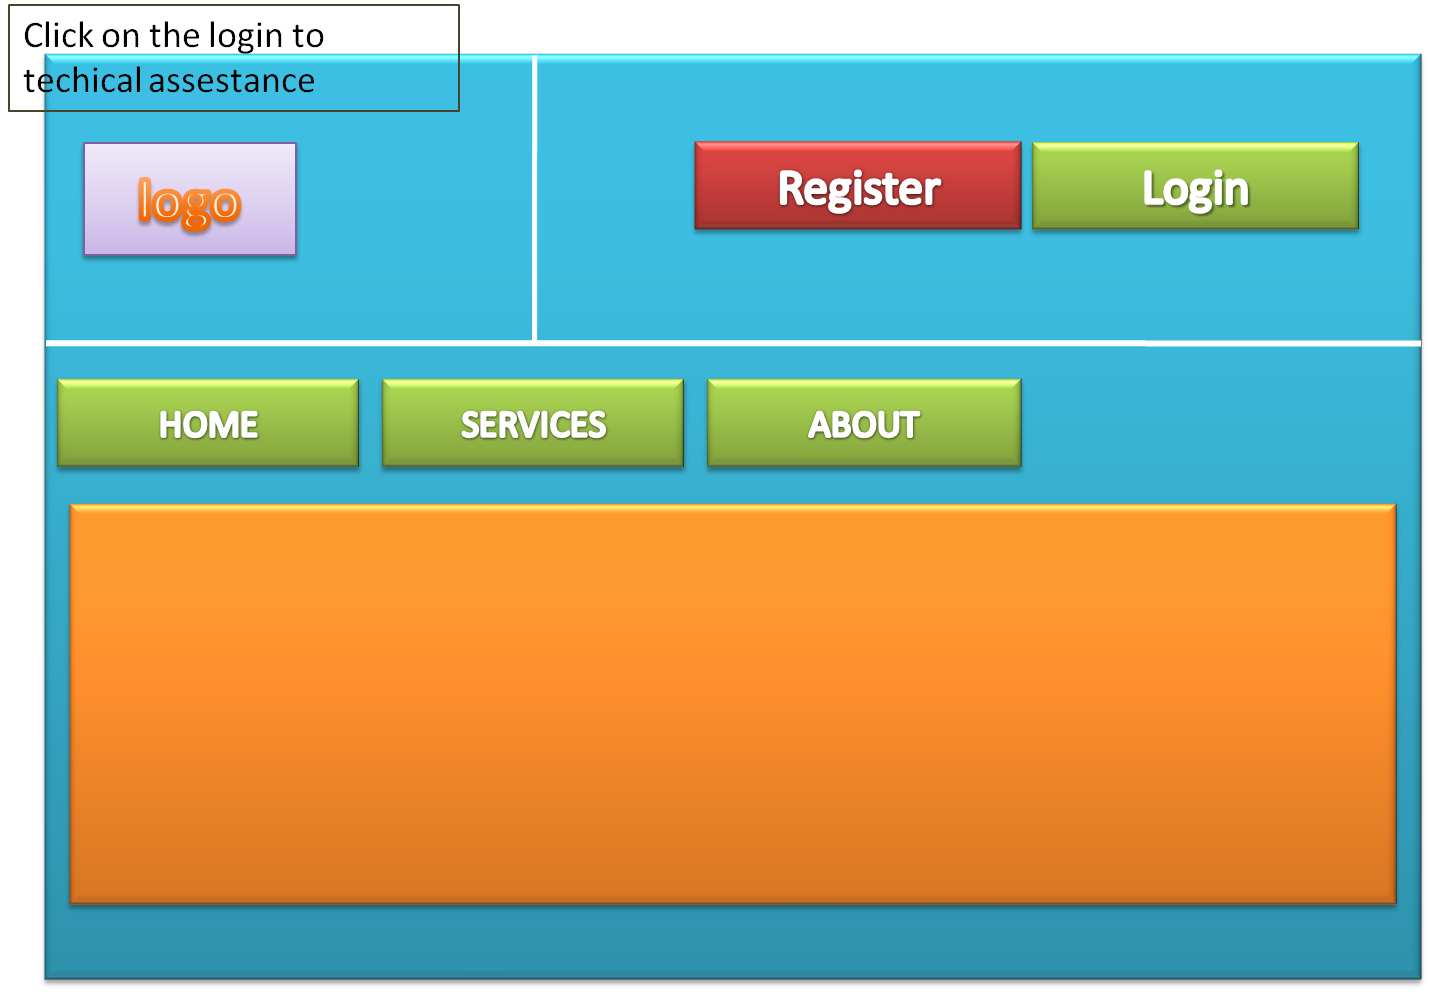 Click on the login to
techical assestance
logo
Register
Login
HOME
SERVICES
ABOUT